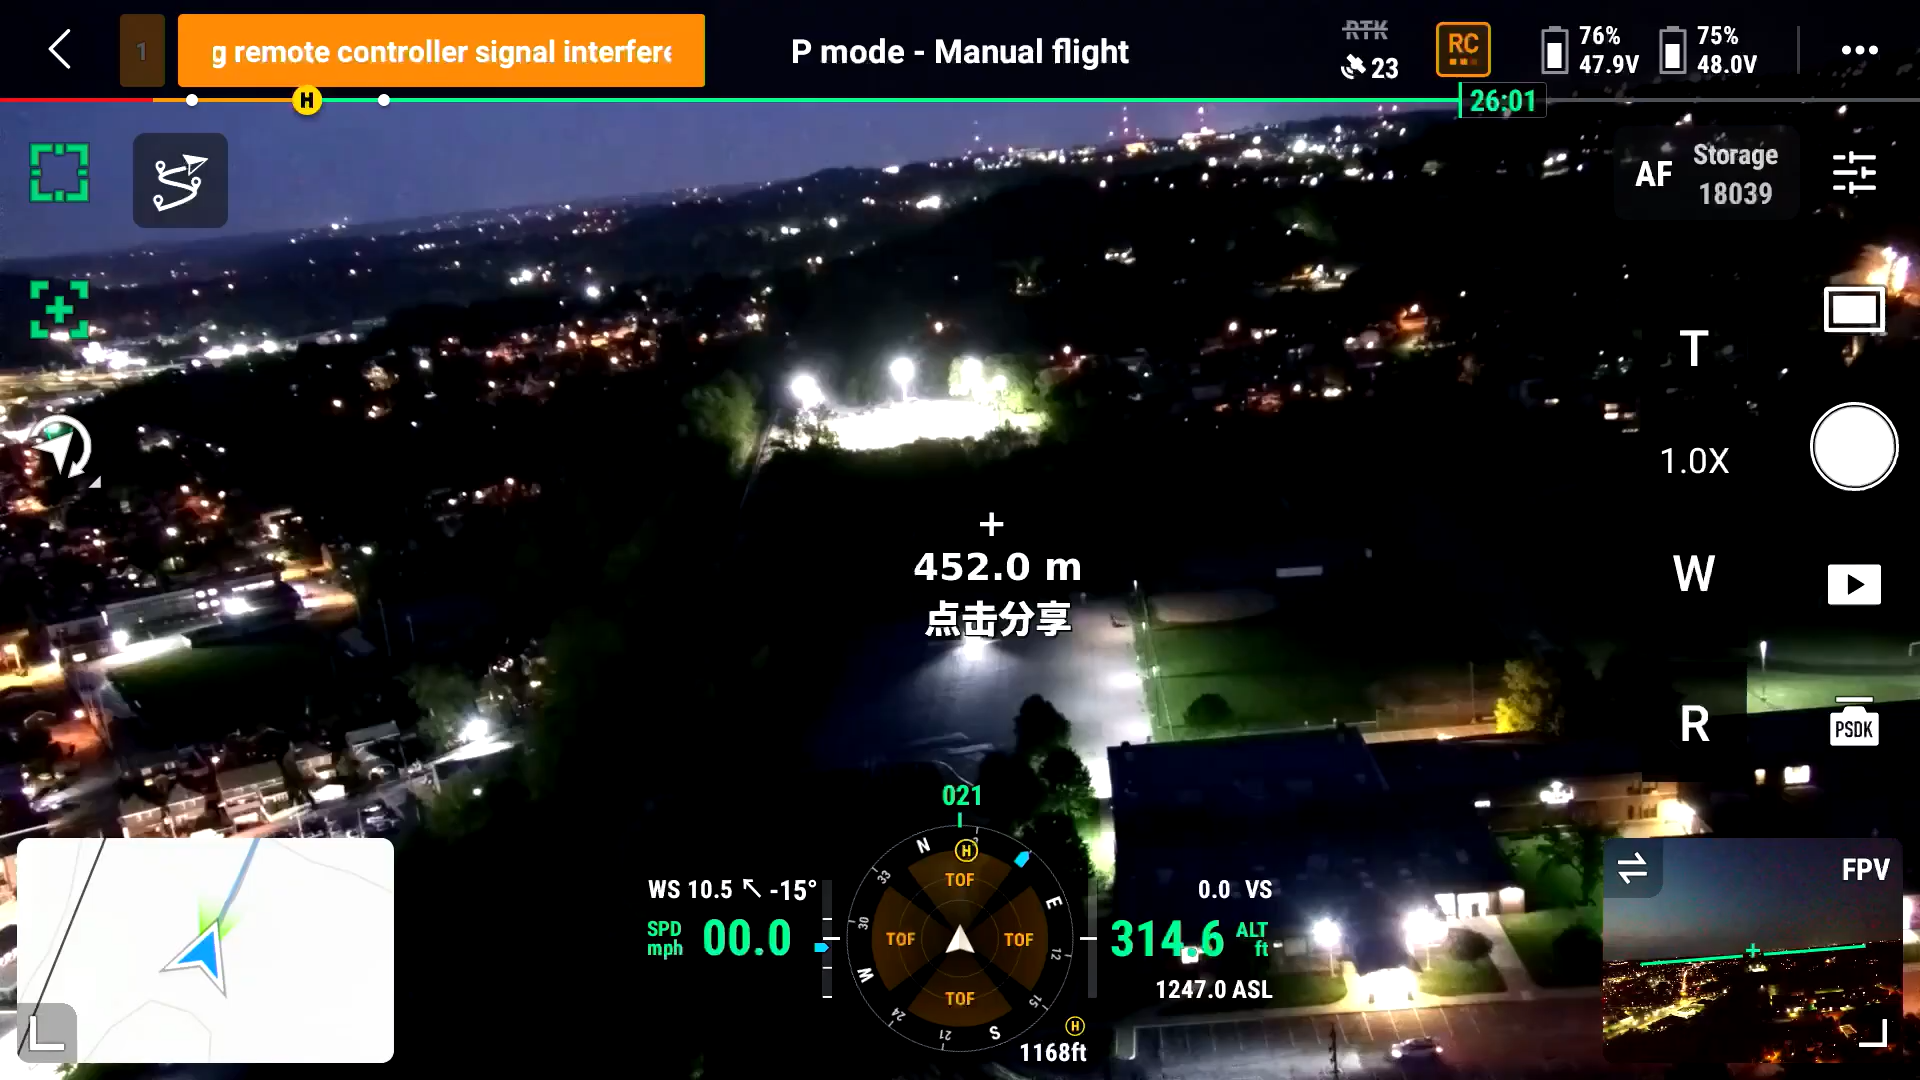 1
g remote controller signal interfere
P mode - Manual flight
RTK
23
RC
76%
47.9V
75%
48.0V
H
26:01
AF
Storage
18039
T
1.0X
W
R
PSDK
452.0 m
点击分享
021
N
E
S
W
33
30
24
21
15
12
H
TOF
TOF
TOF
TOF
WS 10.5 -15°
SPD
mph
00.0
0.0 VS
314.6
ALT
ft
1247.0 ASL
H
1168ft
FPV